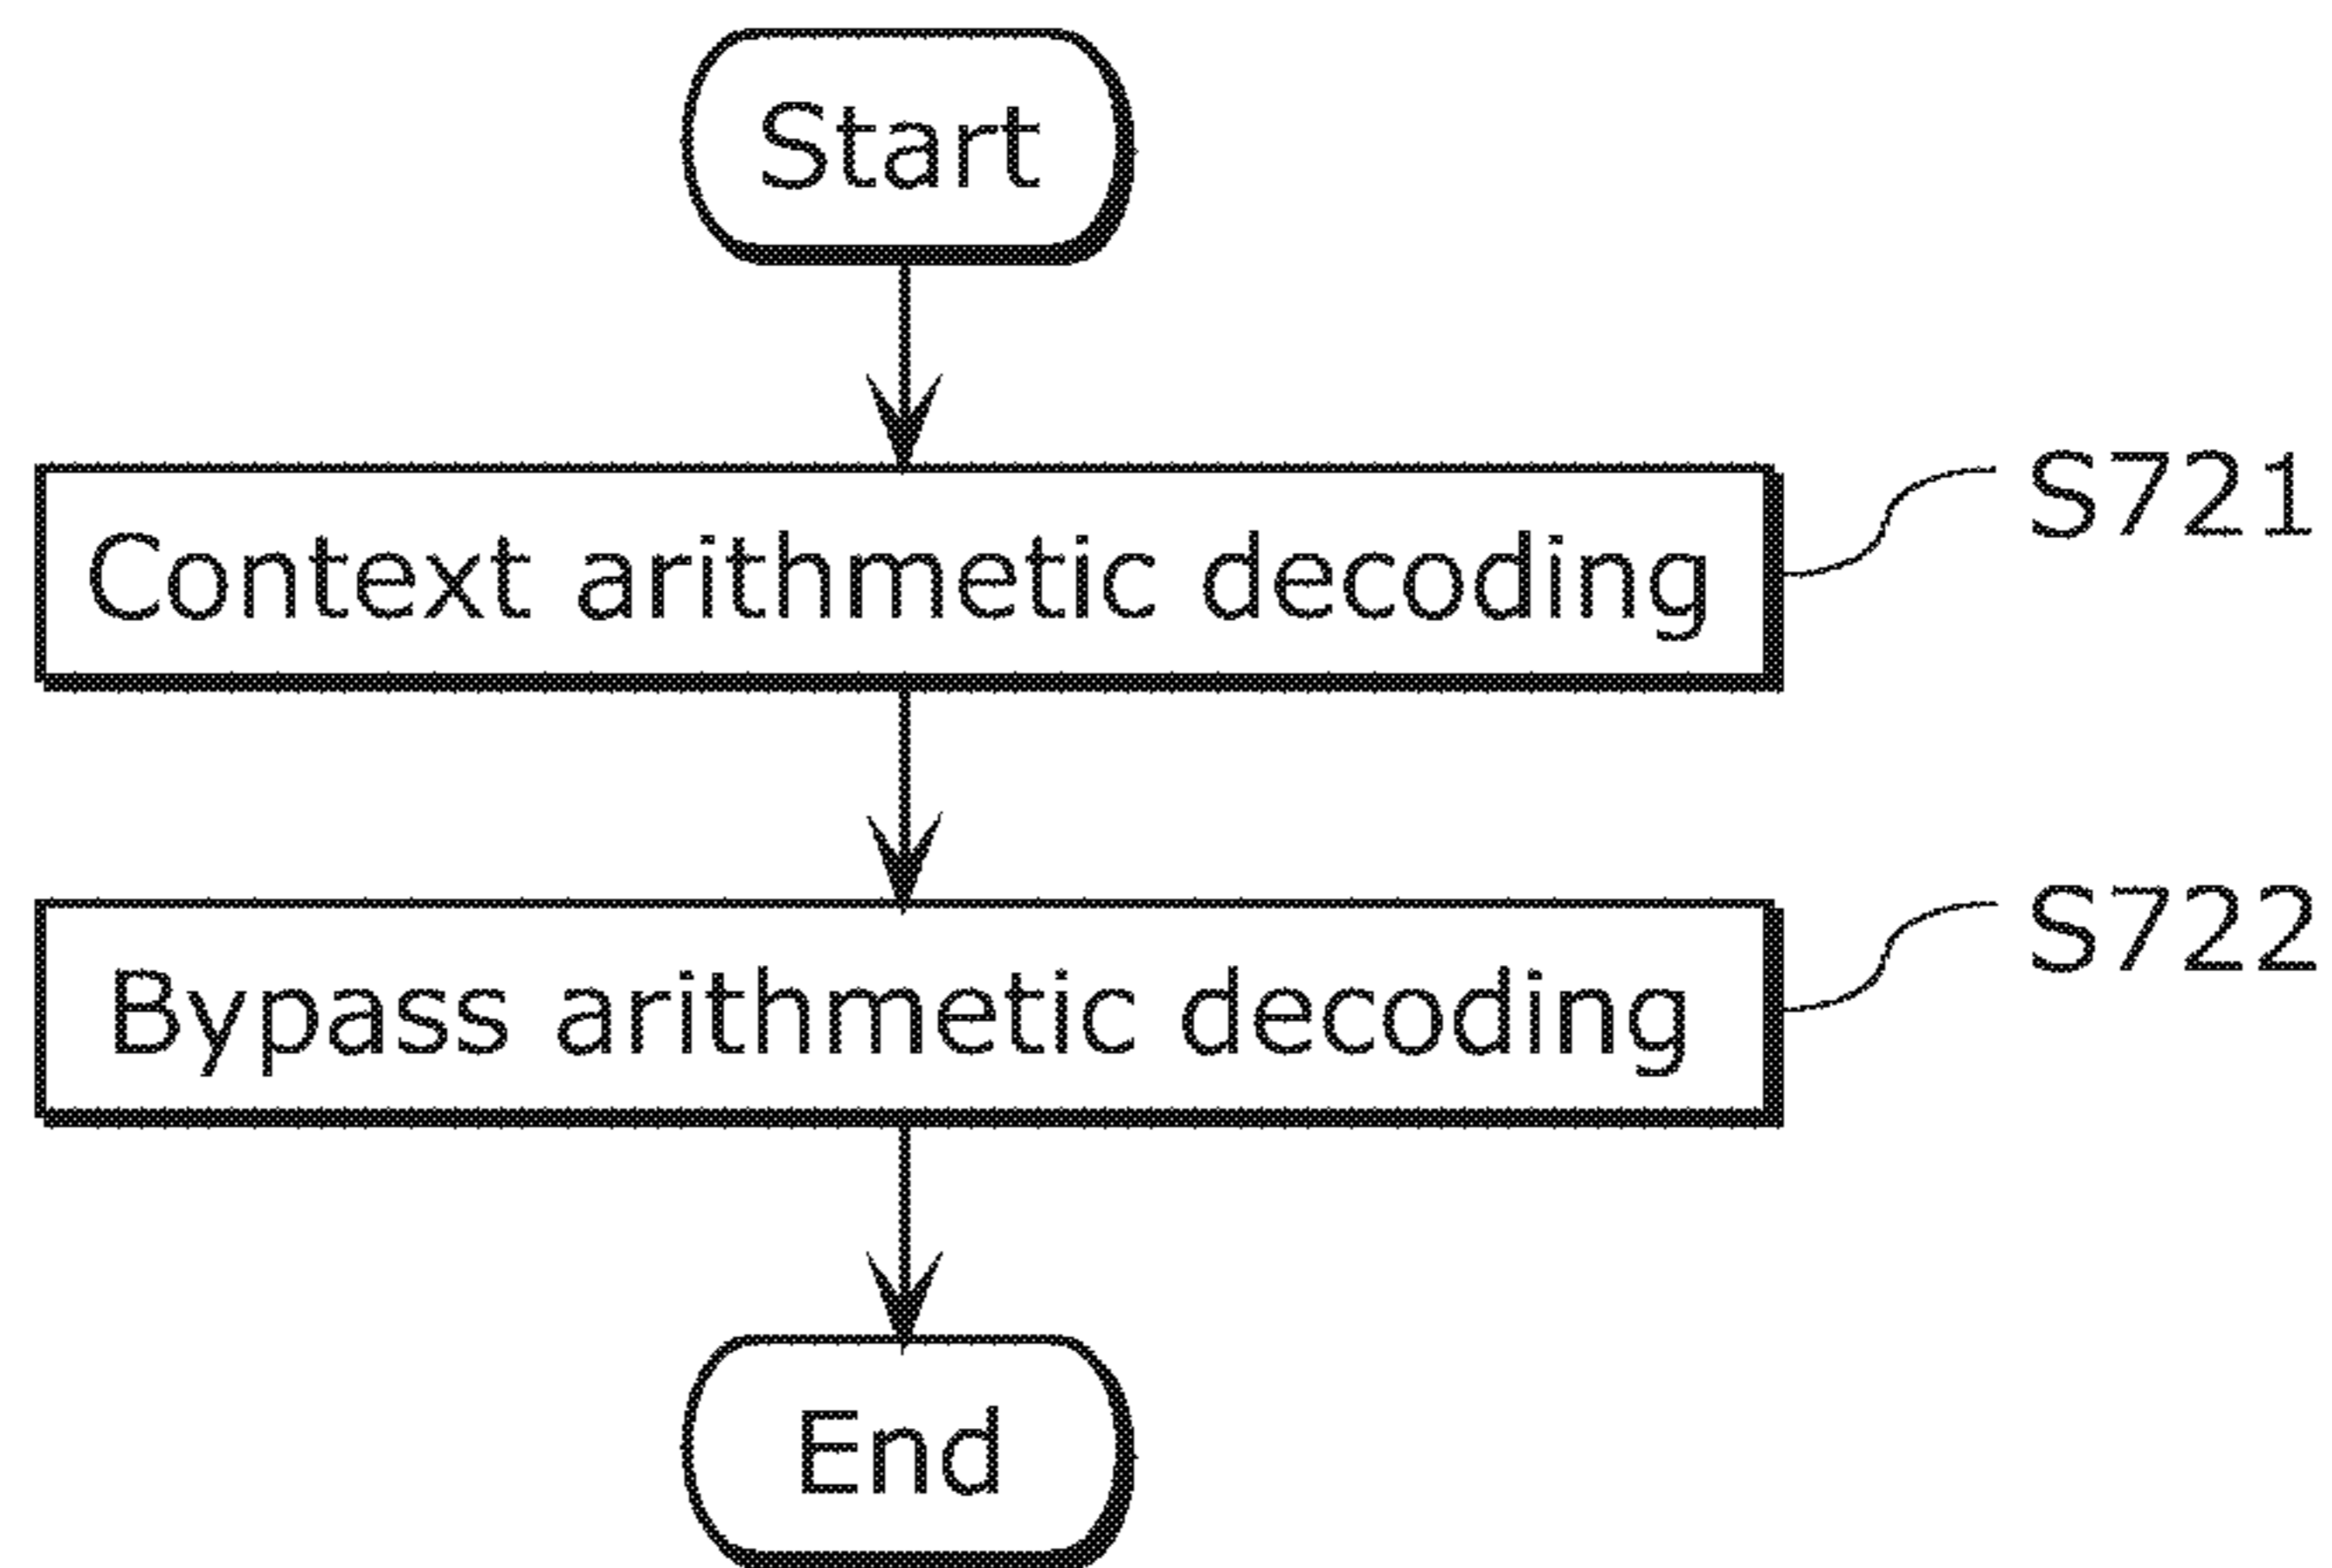 Start
Context arithmetic decoding
S721
Bypass arithmetic decoding
S722
End